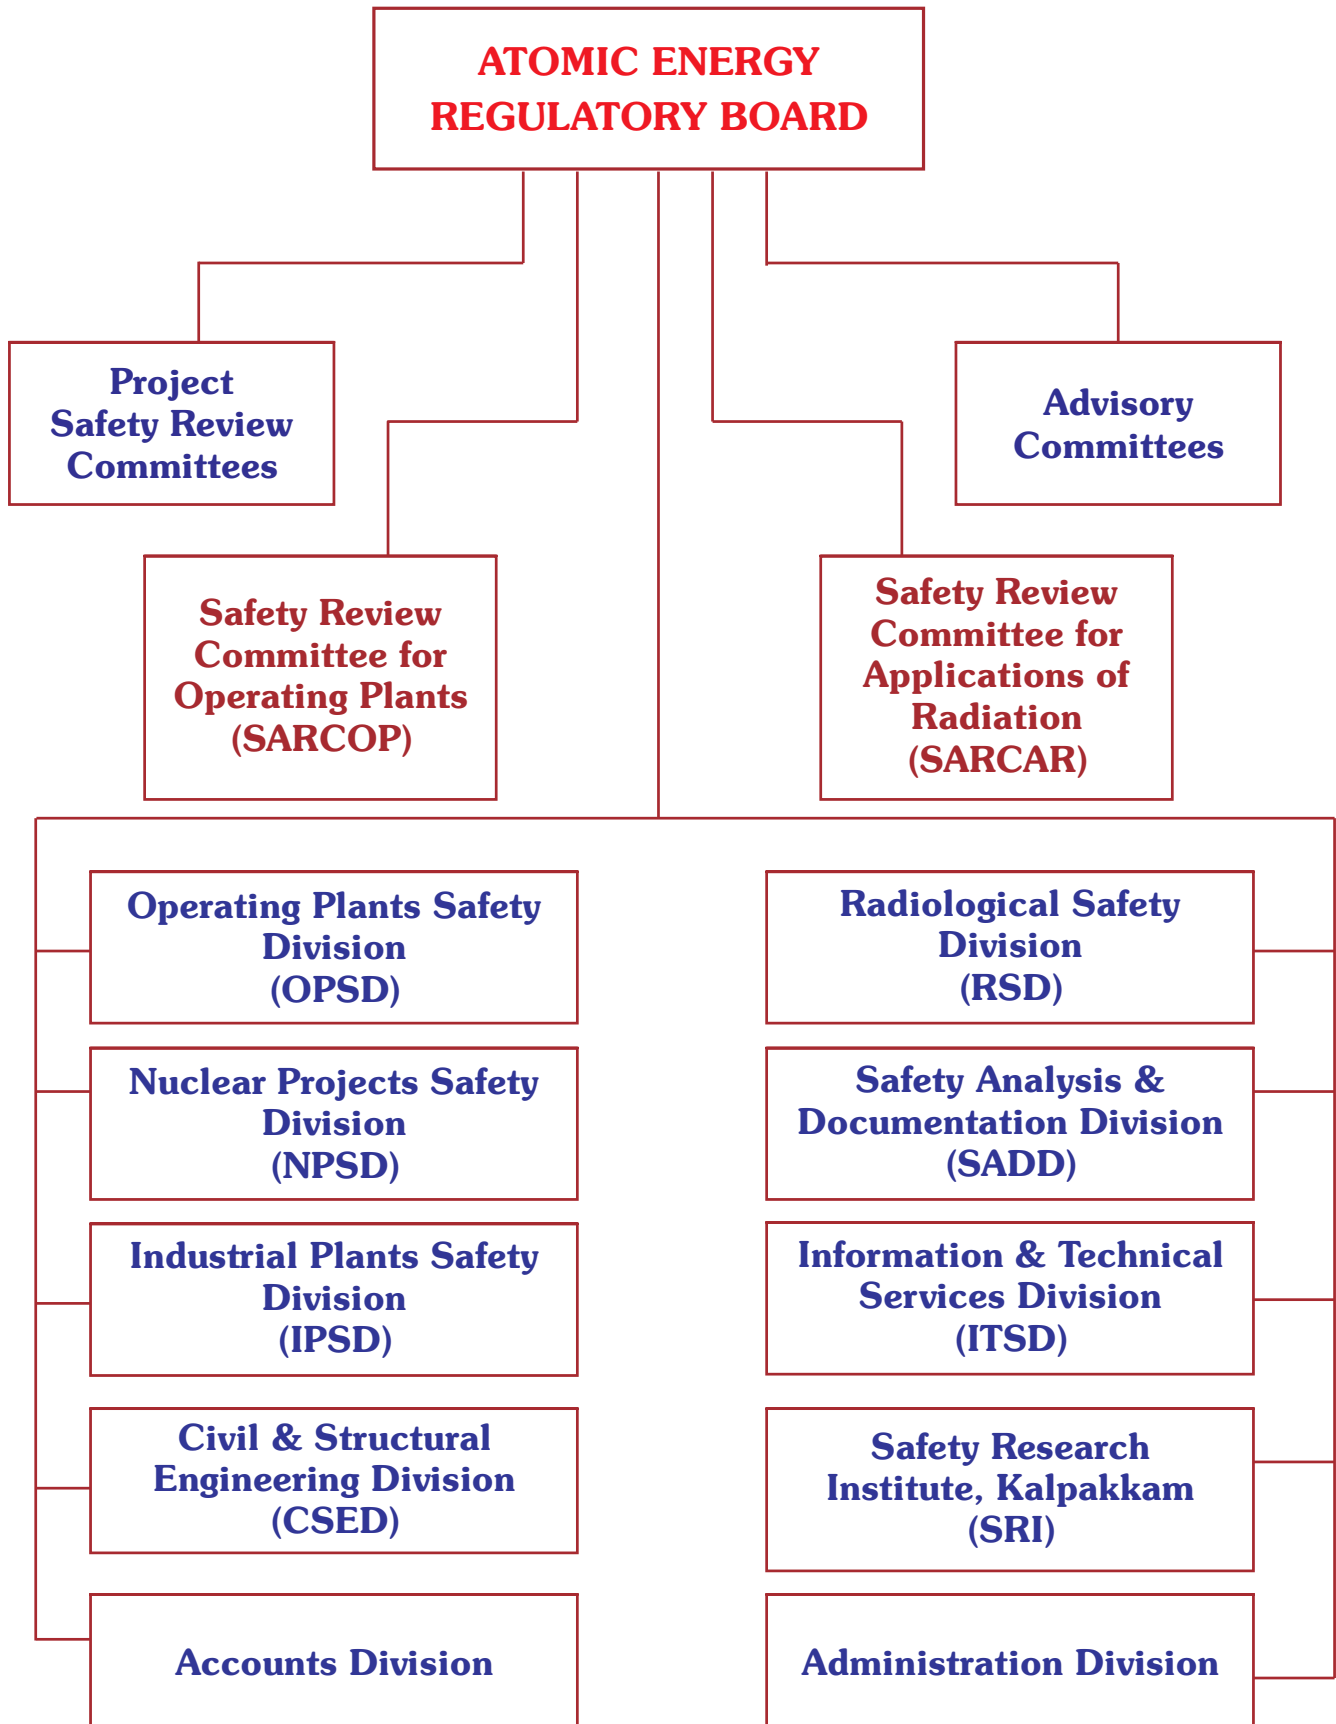 ATOMIC ENERGY
REGULATORY BOARD
Project
Safety Review
Committees
Advisory
Committees
Safety Review
Committee for
Operating Plants
(SARCOP)
Safety Review
Committee for
Applications of
Radiation
(SARCAR)
Operating Plants Safety
Division
(OPSD)
Radiological Safety
Division
(RSD)
Nuclear Projects Safety
Division
(NPSD)
Safety Analysis &
Documentation Division
(SADD)
Industrial Plants Safety
Division
(IPSD)
Information & Technical
Services Division
(ITSD)
Civil & Structural
Engineering Division
(CSED)
Safety Research
Institute, Kalpakkam
(SRI)
Accounts Division
Administration Division